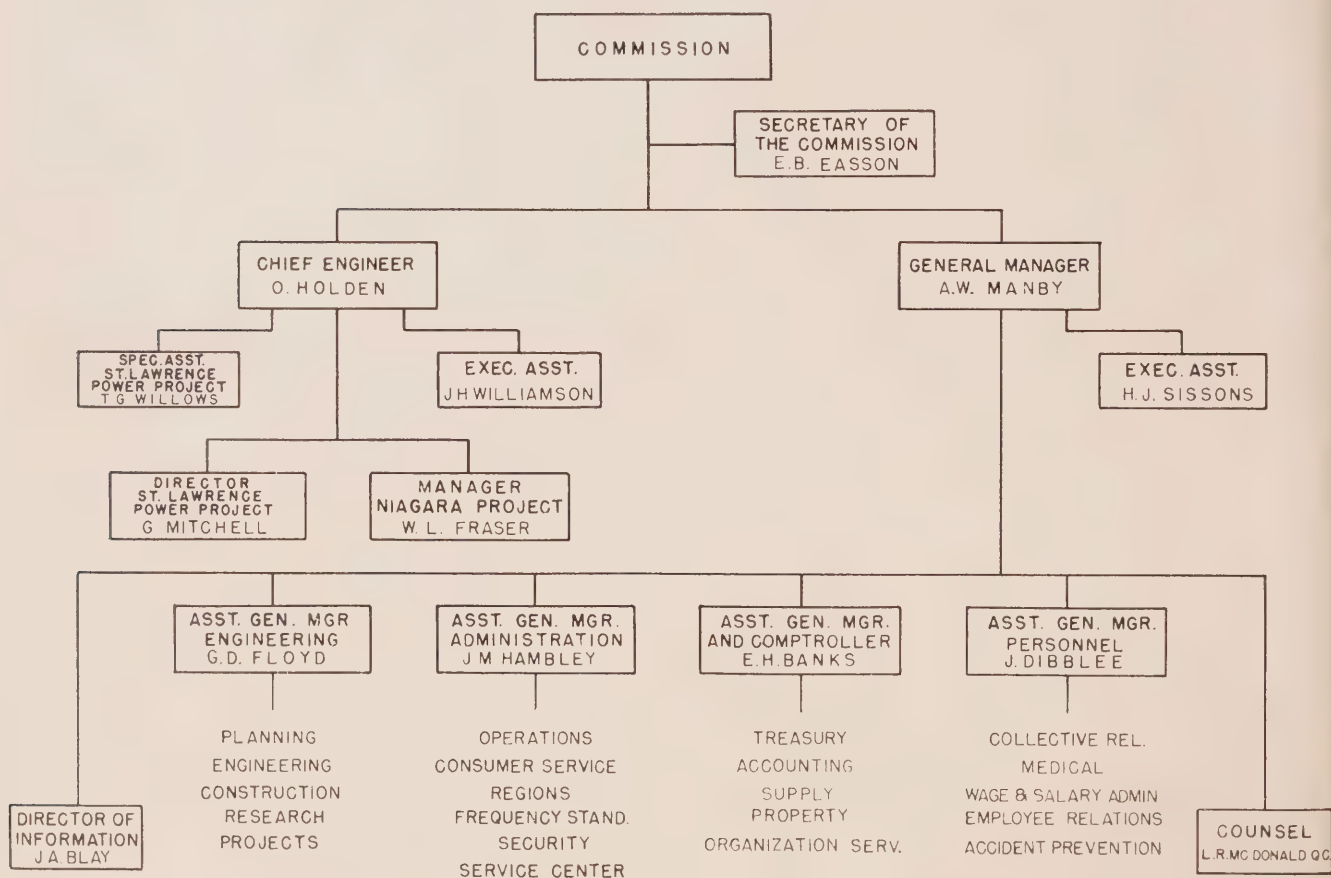 COMMISSION
SECRETARY OF
THE COMMISSION
E.B. EASSON
CHIEF ENGINEER
O. HOLDEN
GENERAL MANAGER
A.W. MANBY
SPEC. ASST.
ST. LAWRENCE
POWER PROJECT
T G WILLOWS
EXEC. ASST.
J H WILLIAMSON
EXEC. ASST.
H. J. SISSONS
DIRECTOR
ST. LAWRENCE
POWER PROJECT
G MITCHELL
MANAGER
NIAGARA PROJECT
W. L. FRASER
ASST. GEN. MGR
ENGINEERING
G.D. FLOYD
PLANNING
ENGINEERING
CONSTRUCTION
RESEARCH
PROJECTS
ASST. GEN. MGR.
ADMINISTRATION
J M HAMBLEY
OPERATIONS
CONSUMER SERVICE
REGIONS
FREQUENCY STAND.
SECURITY
SERVICE CENTER
ASST. GEN. MGR.
AND COMPTROLLER
E.H. BANKS
TREASURY
ACCOUNTING
SUPPLY
PROPERTY
ORGANIZATION SERV.
ASST. GEN. MGR.
PERSONNEL
J. DIBBLEE
COLLECTIVE REL.
MEDICAL
WAGE & SALARY ADMIN
EMPLOYEE RELATIONS
ACCIDENT PREVENTION
DIRECTOR OF
INFORMATION
J A. BLAY
COUNSEL
L.R. MC DONALD QC.